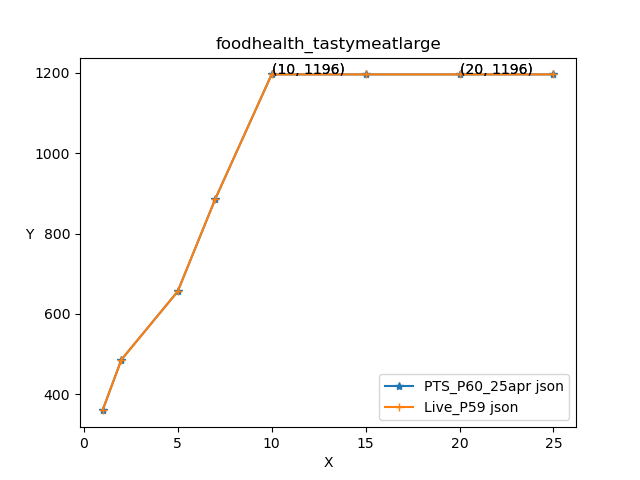 foodhealth_tastymeatlarge
1200
1000
800
600
400
Y
(10, 1196)
(20, 1196)
PTS_P60_25apr json
Live_P59 json
0
5
10
15
20
25
X